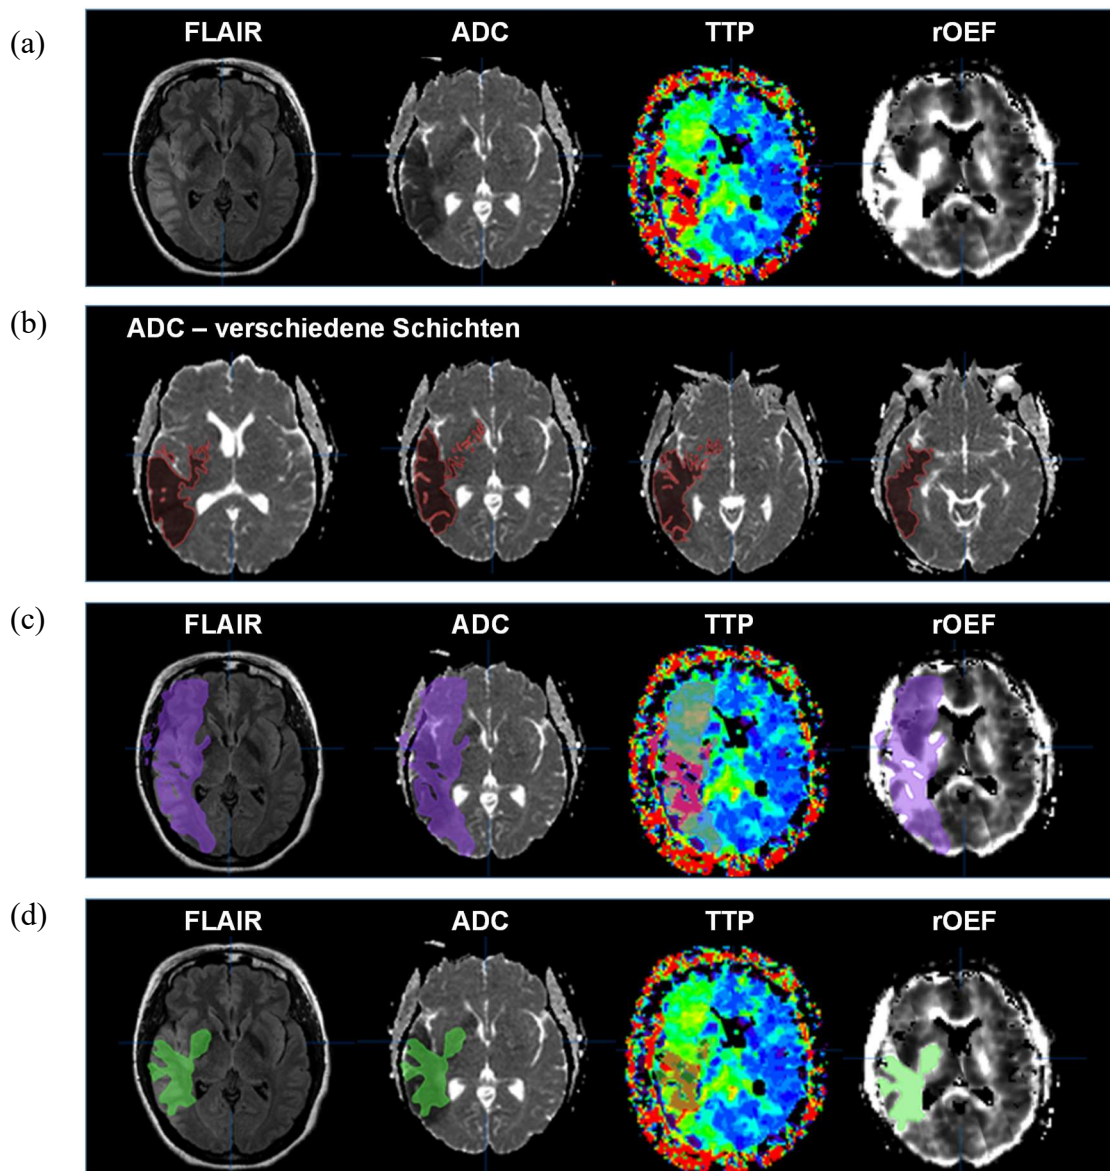 (a)
FLAIR ADC TTP rOEF
(b)
ADC – verschiedene Schichten
(c)
FLAIR ADC TTP rOEF
(d)
FLAIR ADC TTP rOEF